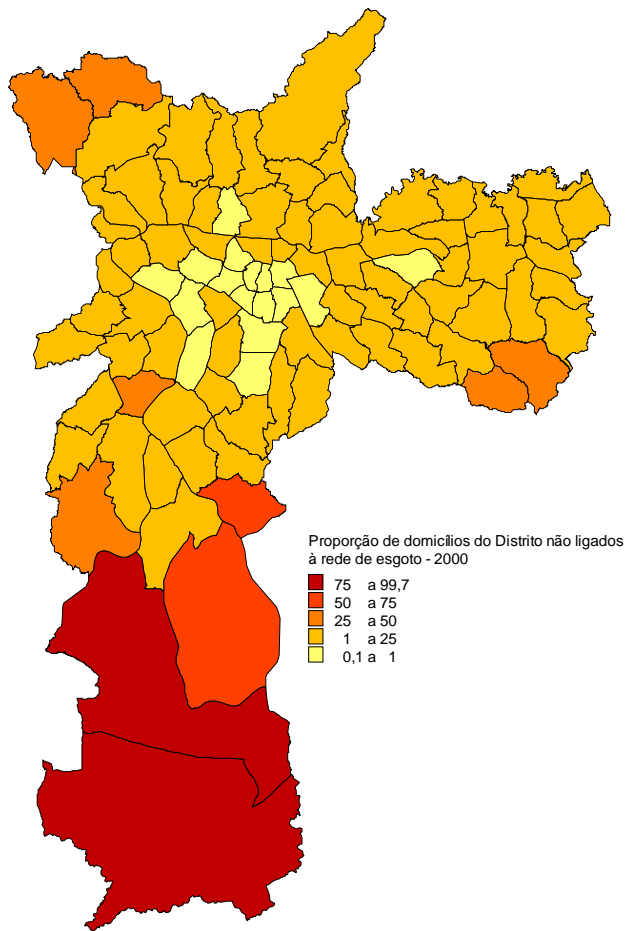 Proporção de domicílios do Distrito não ligados
à rede de esgoto - 2000
75 a 99,7
50 a 75
25 a 50
1 a 25
0,1 a 1